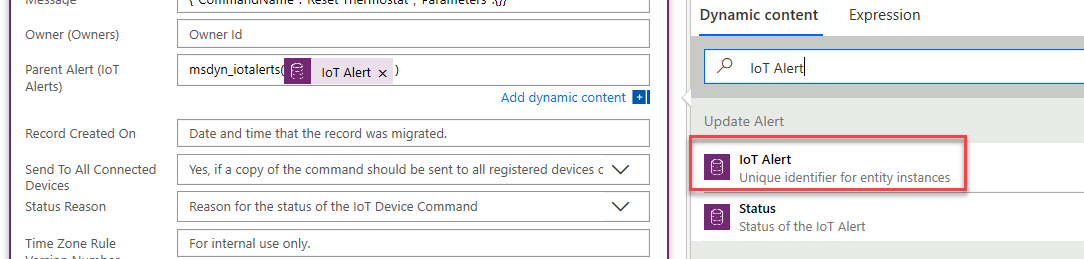 Message
{"CommandName":"Reset Thermostat","Parameters":{}}
Owner (Owners)
Owner Id
Parent Alert (IoT
Alerts)
msdyn_iotalerts( IoT Alert × )
Add dynamic content
Record Created On
Date and time that the record was migrated.
Send To All Connected
Devices
Yes, if a copy of the command should be sent to all registered devices c
Status Reason
Reason for the status of the IoT Device Command
Time Zone Rule
Version Number
For internal use only.
Dynamic content
Expression
IoT Alert
Update Alert
IoT Alert
Unique identifier for entity instances
Status
Status of the IoT Alert